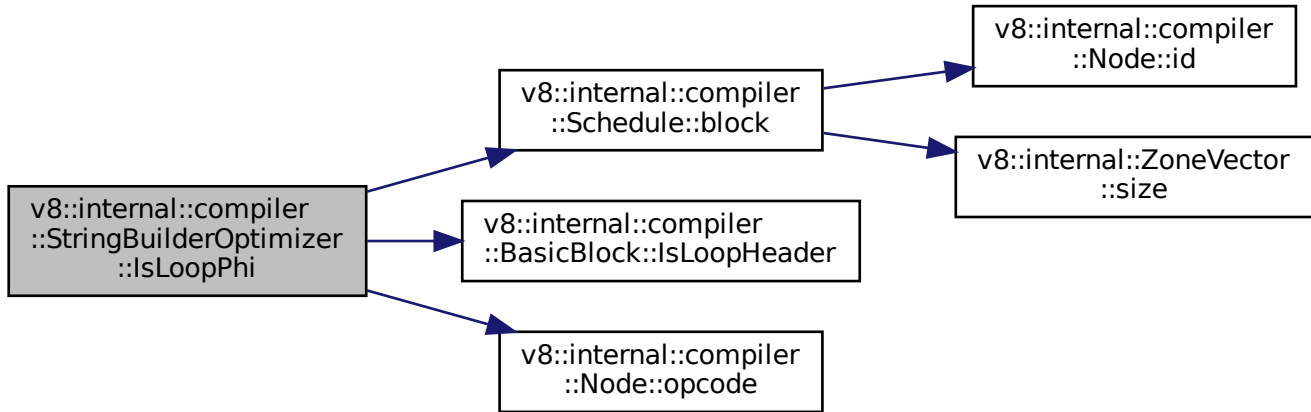 v8::internal::compiler
::StringBuilderOptimizer
::IsLoopPhi
v8::internal::compiler
::Schedule::block
v8::internal::compiler
::Node::id
v8::internal::ZoneVector
::size
v8::internal::compiler
::BasicBlock::IsLoopHeader
v8::internal::compiler
::Node::opcode